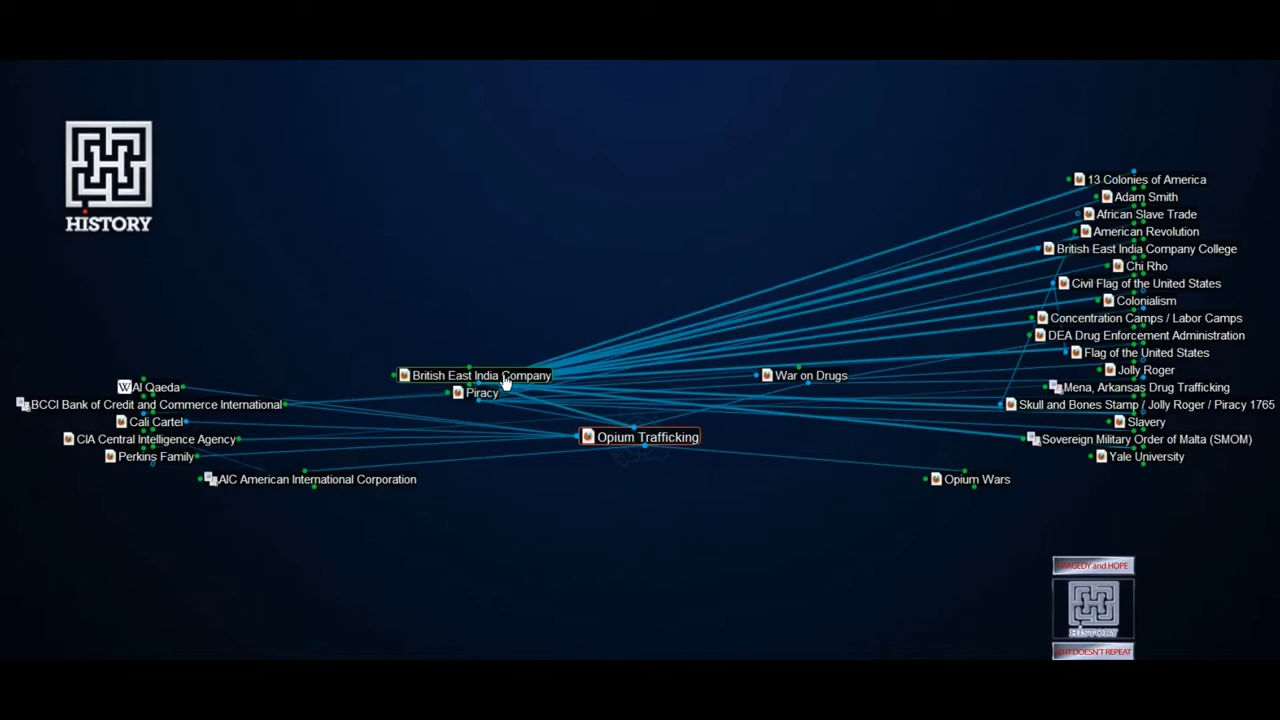 HISTORY
13 Colonies of America
Adam Smith
African Slave Trade
American Revolution
British East India Company College
Chi Rho
Civil Flag of the United States
Colonialism
Concentration Camps / Labor Camps
DEA Drug Enforcement Administration
Flag of the United States
Jolly Roger
Mena, Arkansas Drug Trafficking
Skull and Bones Stamp / Jolly Roger / Piracy 1765
Slavery
Sovereign Military Order of Malta (SMOM)
Yale University
British East India Company
Piracy
War on Drugs
Opium Trafficking
W Al Qaeda
BCCI Bank of Credit and Commerce International
Cali Cartel
CIA Central Intelligence Agency
Perkins Family
AIC American International Corporation
Opium Wars
TRAGEDY and HOPE
HISTORY
DOESN'T REPEAT